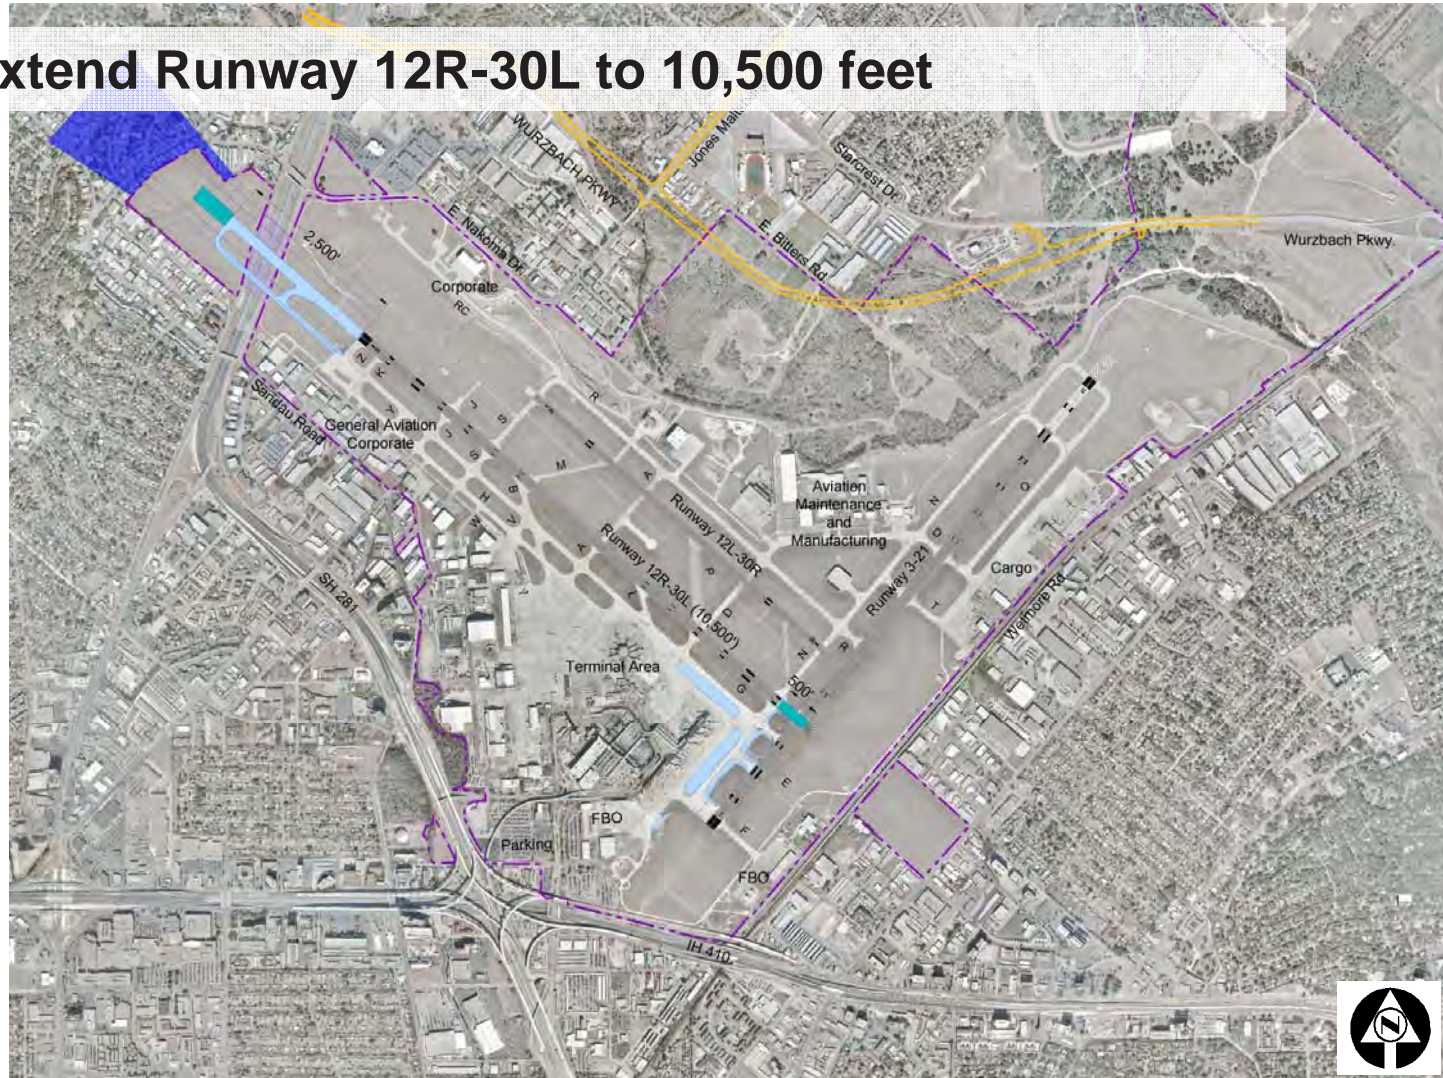 xtend Runway 12R-30L to 10,500 feet
WURZBACH PKWY
Jones Malt
Starcrest Dr.
E. Nakoma Dr.
E. Bitters Rd
Wurzbach Pkwy.
2,500'
Corporate
RC
R
Z
K
J
S
Y
J
S
General Aviation
Corporate
Sandau Road
M
A
H
B
W
V
Aviation
Maintenance
and
Manufacturing
N
Q
D
Runway 12L-30R
Runway 12R-30L (10,500')
Runway 3-21
Cargo
T
Wetmore Rd
SH 281
A
Z
Y
P
Q
N
R
Terminal Area
G
500'
E
F
FBO
Parking
FBO
IH 410
N